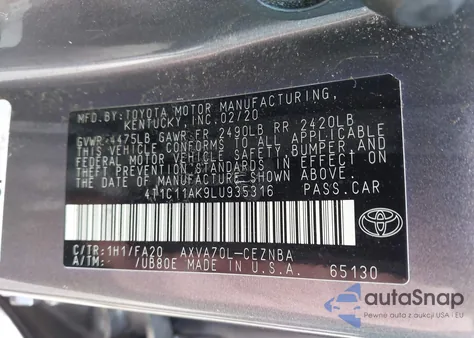 MFD.BY:TOYOTA MOTOR MANUFACTURING,
KENTUCKY, INC. 02/20
GVWR 4475LB GAWR FR 2490LB RR 2420LB
THIS VEHICLE CONFORMS TO ALL APPLICABLE
FEDERAL MOTOR VEHICLE SAFETY, BUMPER AND
THEFT PREVENTION STANDARDS IN EFFECT ON
THE DATE OF MANUFACTURE SHOWN ABOVE.
4T1C11AK9LU935316 PASS.CAR
TOYOTA
C/TR:1H1/FA20 AXVA70L-CEZNBA
A/TM: /UB80E MADE IN U.S.A. 65130
autoSnap
Pewne auto z aukcji USA i EU